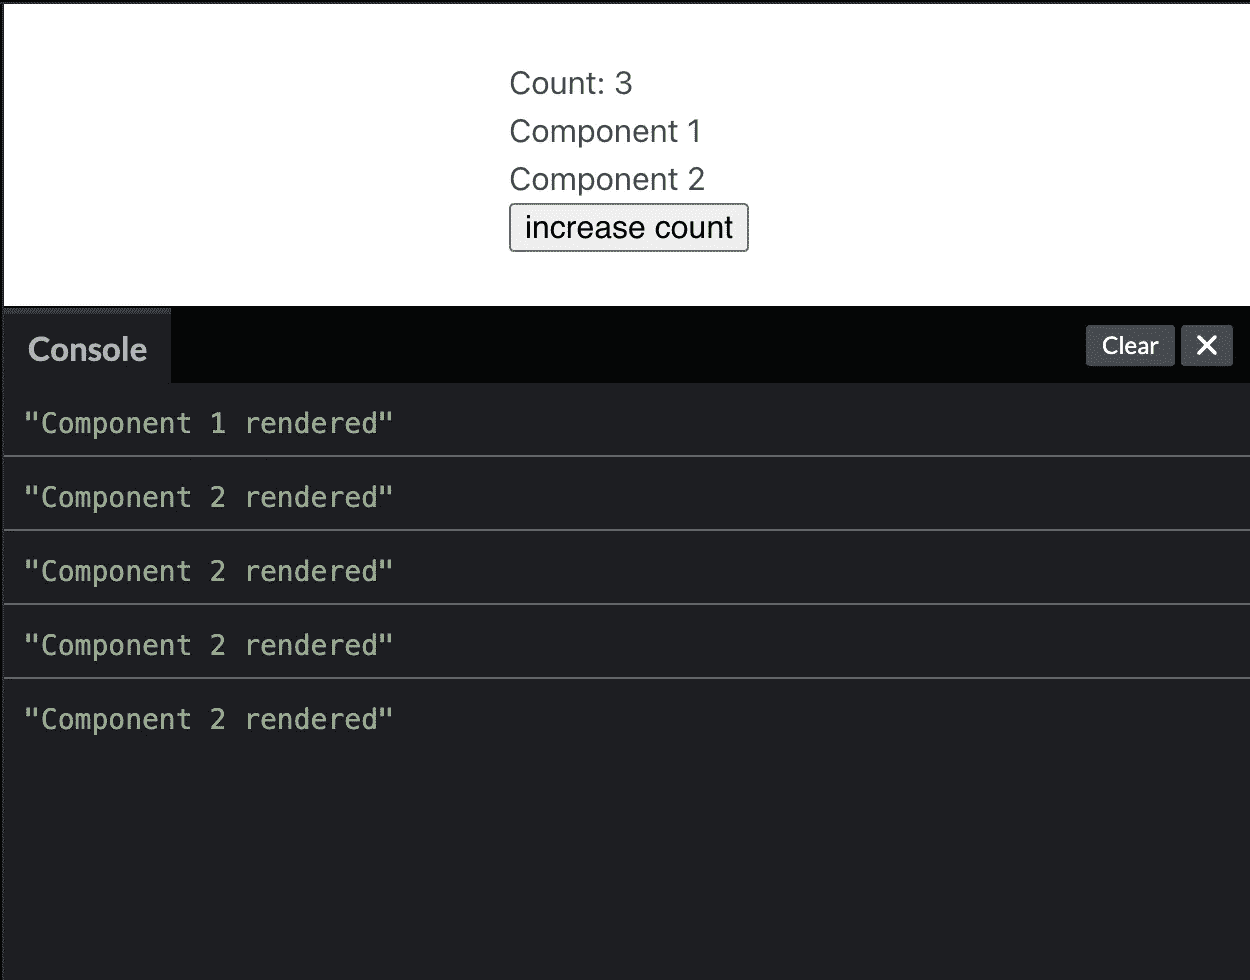 Count: 3
Component 1
Component 2
increase count
Console
Clear ✕
"Component 1 rendered"
"Component 2 rendered"
"Component 2 rendered"
"Component 2 rendered"
"Component 2 rendered"